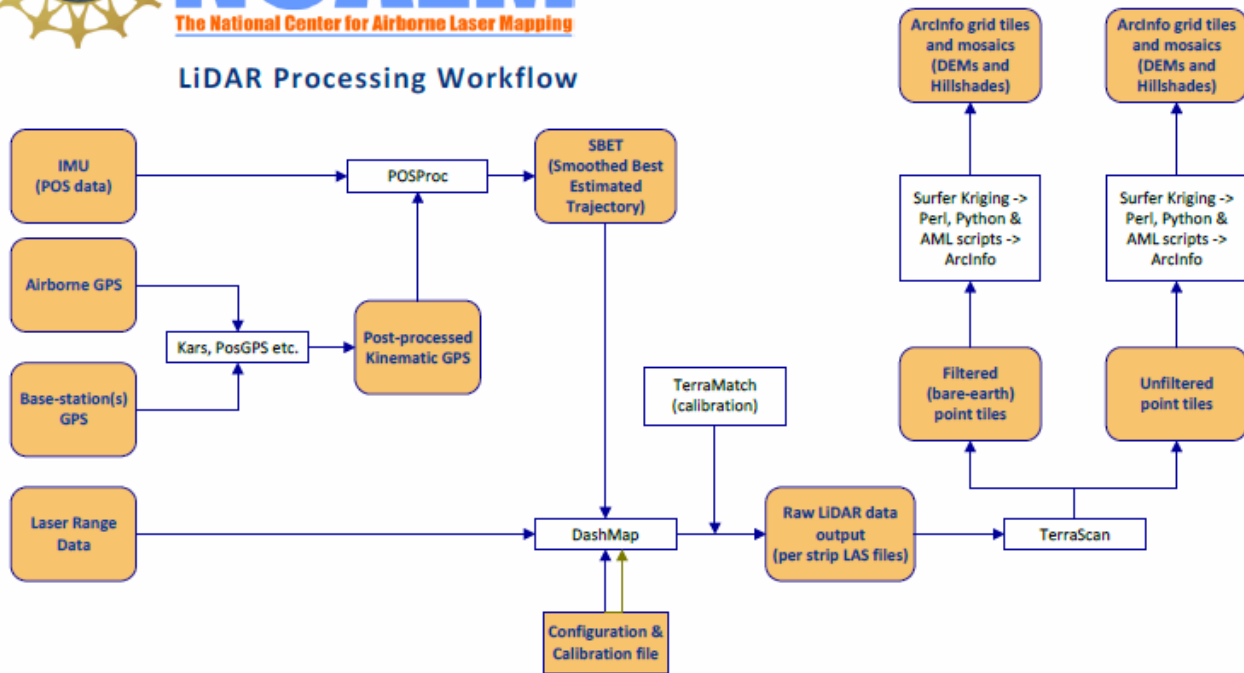 The National Center for Airborne Laser Mapping
LiDAR Processing Workflow
IMU
(POS data)
POSProc
SBET
(Smoothed Best
Estimated
Trajectory)
Airborne GPS
Kars, PosGPS etc.
Post-processed
Kinematic GPS
Base-station(s)
GPS
TerraMatch
(calibration)
Laser Range
Data
DashMap
Configuration &
Calibration file
Raw LiDAR data
output
(per strip LAS files)
TerraScan
Filtered
(bare-earth)
point tiles
Unfiltered
point tiles
Surfer Kriging ->
Perl, Python &
AML scripts ->
ArcInfo
Surfer Kriging ->
Perl, Python &
AML scripts ->
ArcInfo
ArcInfo grid tiles
and mosaics
(DEMs and
Hillshades)
ArcInfo grid tiles
and mosaics
(DEMs and
Hillshades)